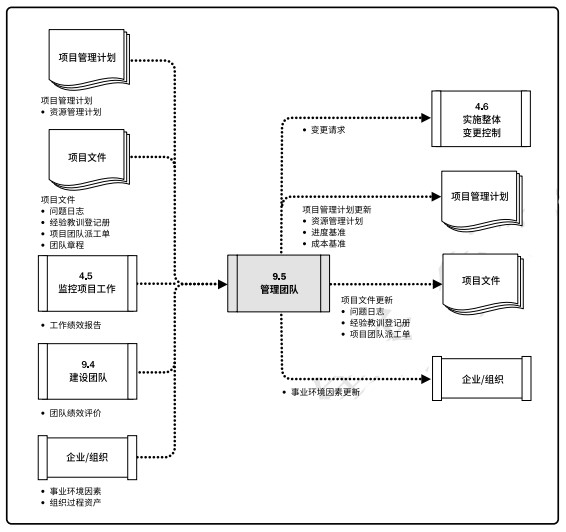 项目管理计划
项目管理计划
• 资源管理计划
项目文件
项目文件
• 问题日志
• 经验教训登记册
• 项目团队派工单
• 团队章程
4.5
监控项目工作
• 工作绩效报告
9.4
建设团队
• 团队绩效评价
企业/组织
• 事业环境因素
• 组织过程资产
9.5
管理团队
• 变更请求
4.6
实施整体
变更控制
项目管理计划更新
• 资源管理计划
• 进度基准
• 成本基准
项目管理计划
项目文件更新
• 问题日志
• 经验教训登记册
• 项目团队派工单
项目文件
• 事业环境因素更新
企业/组织